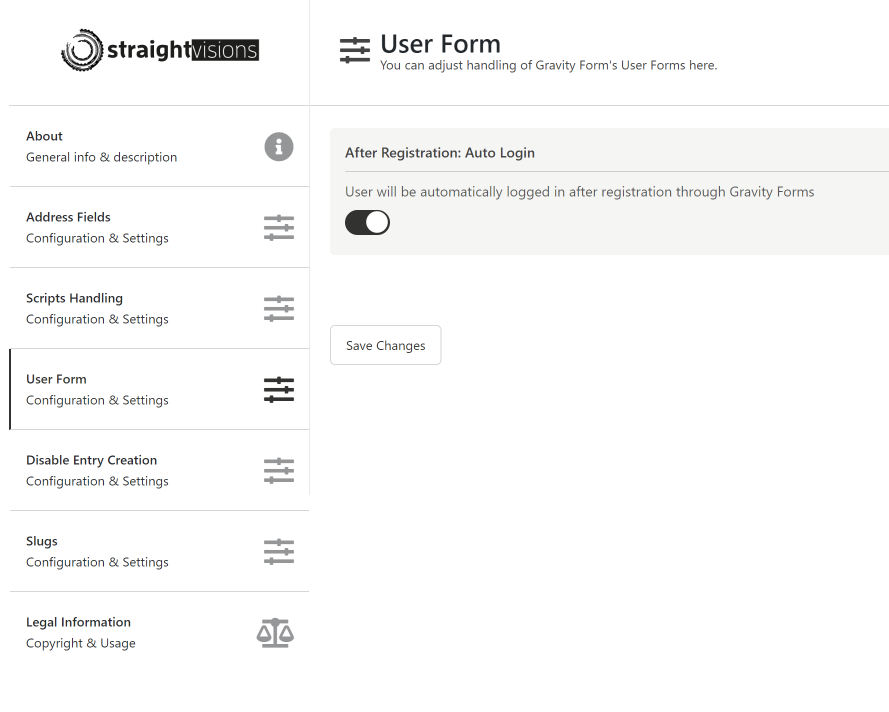 straightvisions
User Form
You can adjust handling of Gravity Form's User Forms here.
About
General info & description
Address Fields
Configuration & Settings
Scripts Handling
Configuration & Settings
User Form
Configuration & Settings
Disable Entry Creation
Configuration & Settings
Slugs
Configuration & Settings
Legal Information
Copyright & Usage
After Registration: Auto Login
User will be automatically logged in after registration through Gravity Forms
Save Changes